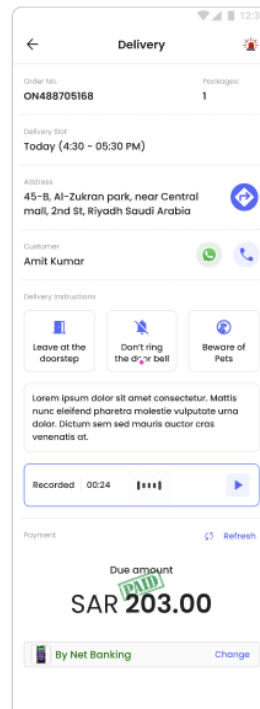 12:3
Delivery
Order No.
Packages:
ON488705168
1
Delivery Slot
Today (4:30 - 05:30 PM)
Address
45-B, Al-Zukran park, near Central
mall, 2nd St, Riyadh Saudi Arabia
Customer
Amit Kumar
Delivery Instructions
Leave at the
doorstep
Don't ring
the door bell
Beware of
Pets
Lorem ipsum dolor sit amet consectetur. Mattis
nunc eleifend pharetra molestie vulputate urna
dolor. Dictum sem sed mauris auctor cras
venenatis at.
Recorded 00:24
Payment
Refresh
Due amount
PAID
SAR 203.00
By Net Banking
Change